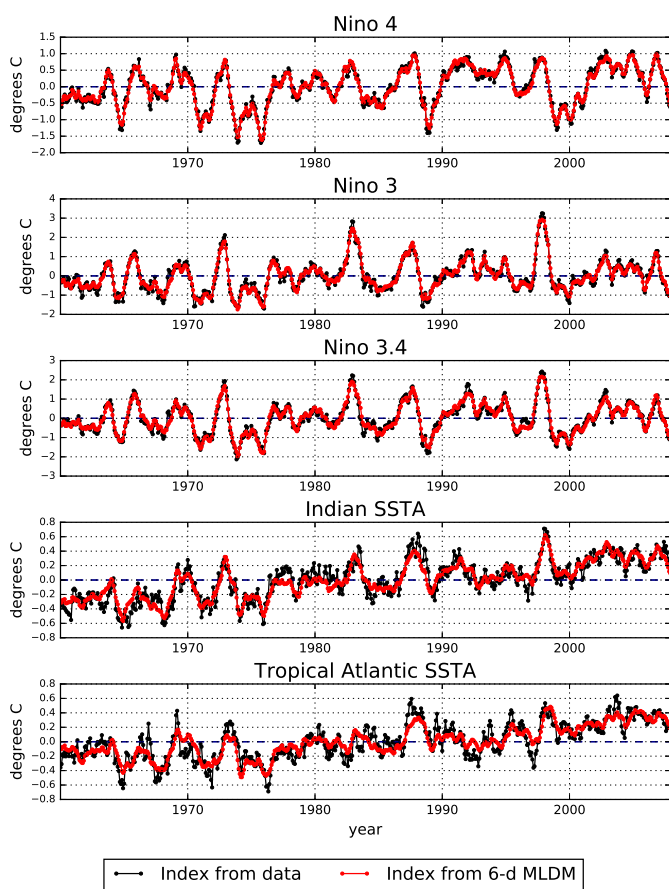 Nino 4
1.5
1.0
0.5
0.0
−0.5
−1.0
−1.5
−2.0
degrees C
1970 1980 1990 2000
Nino 3
4
3
2
1
0
−1
−2
degrees C
1970 1980 1990 2000
Nino 3.4
3
2
1
0
−1
−2
−3
degrees C
1970 1980 1990 2000
Indian SSTA
0.8
0.6
0.4
0.2
0.0
−0.2
−0.4
−0.6
−0.8
degrees C
1970 1980 1990 2000
Tropical Atlantic SSTA
0.8
0.6
0.4
0.2
0.0
−0.2
−0.4
−0.6
−0.8
degrees C
1970 1980 1990 2000
year
Index from data Index from 6-d MLDM